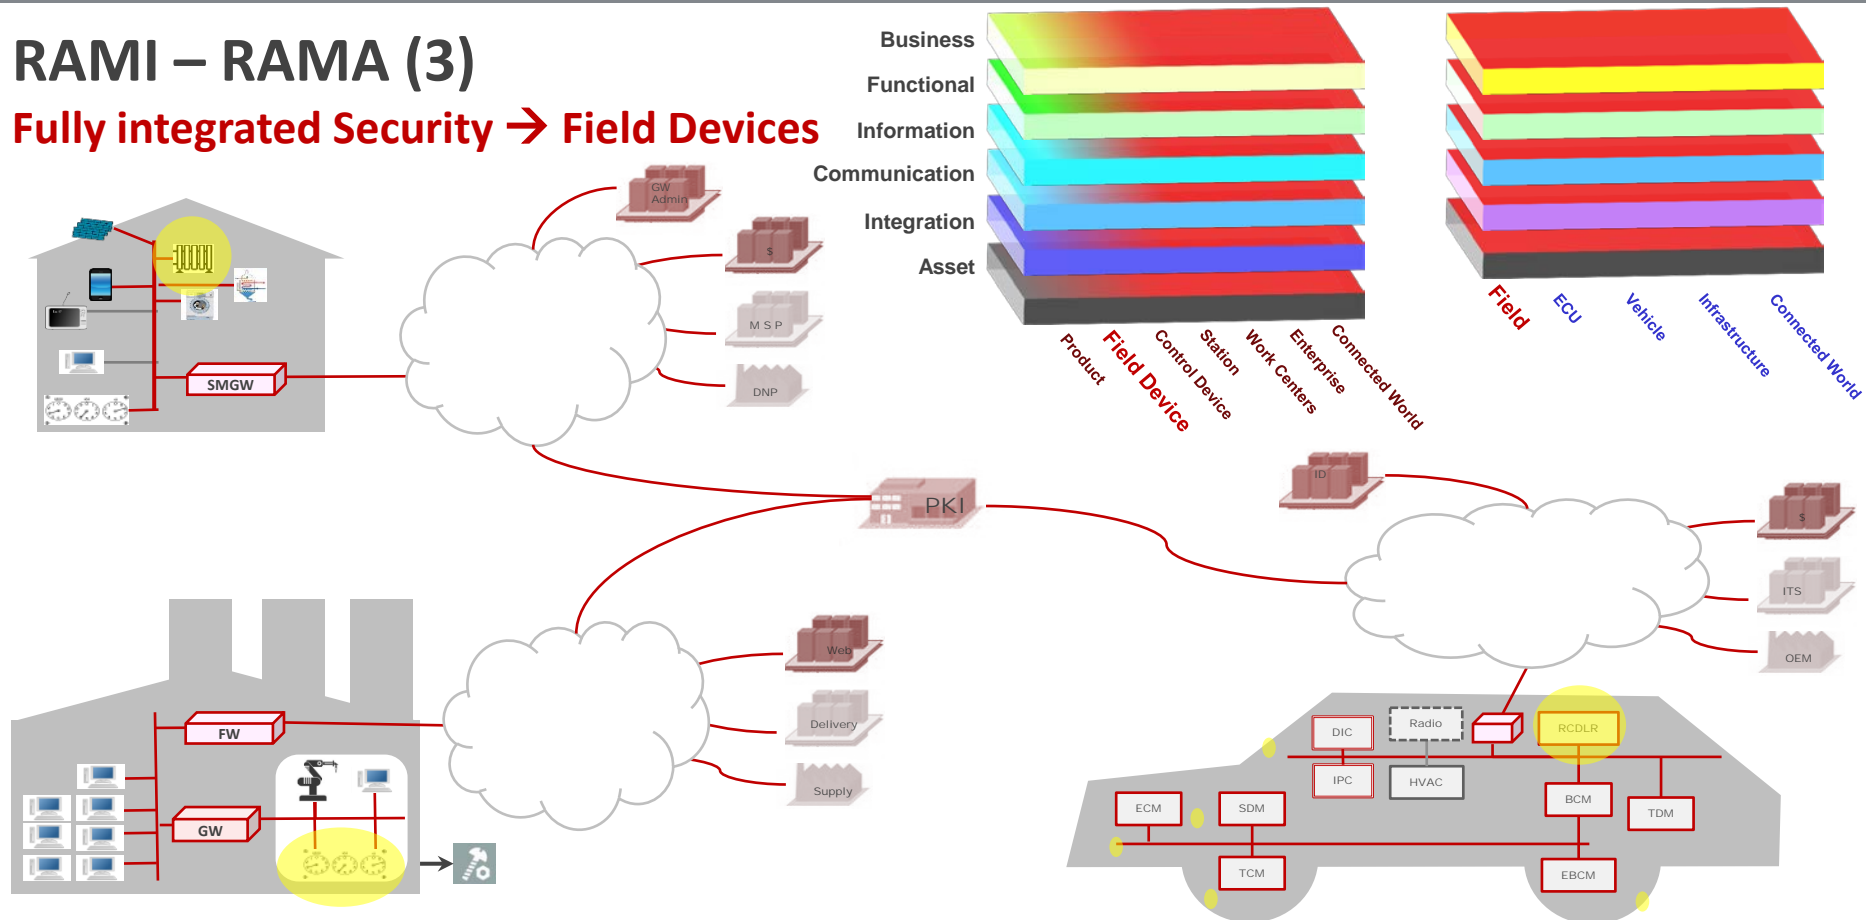 RAMI – RAMA (3)
Fully integrated Security → Field Devices
Business
Functional
Information
Communication
Integration
Asset
Product
Field Device
Control Device
Station
Work Centers
Enterprise
Connected World
Field
ECU
Vehicle
Infrastructure
Connected World
GW
Admin
$
M S P
DNP
SMGW
PKI
ID
$
ITS
OEM
Web
Delivery
Supply
FW
GW
DIC
Radio
RCDLR
IPC
HVAC
ECM
SDM
BCM
TDM
TCM
EBCM